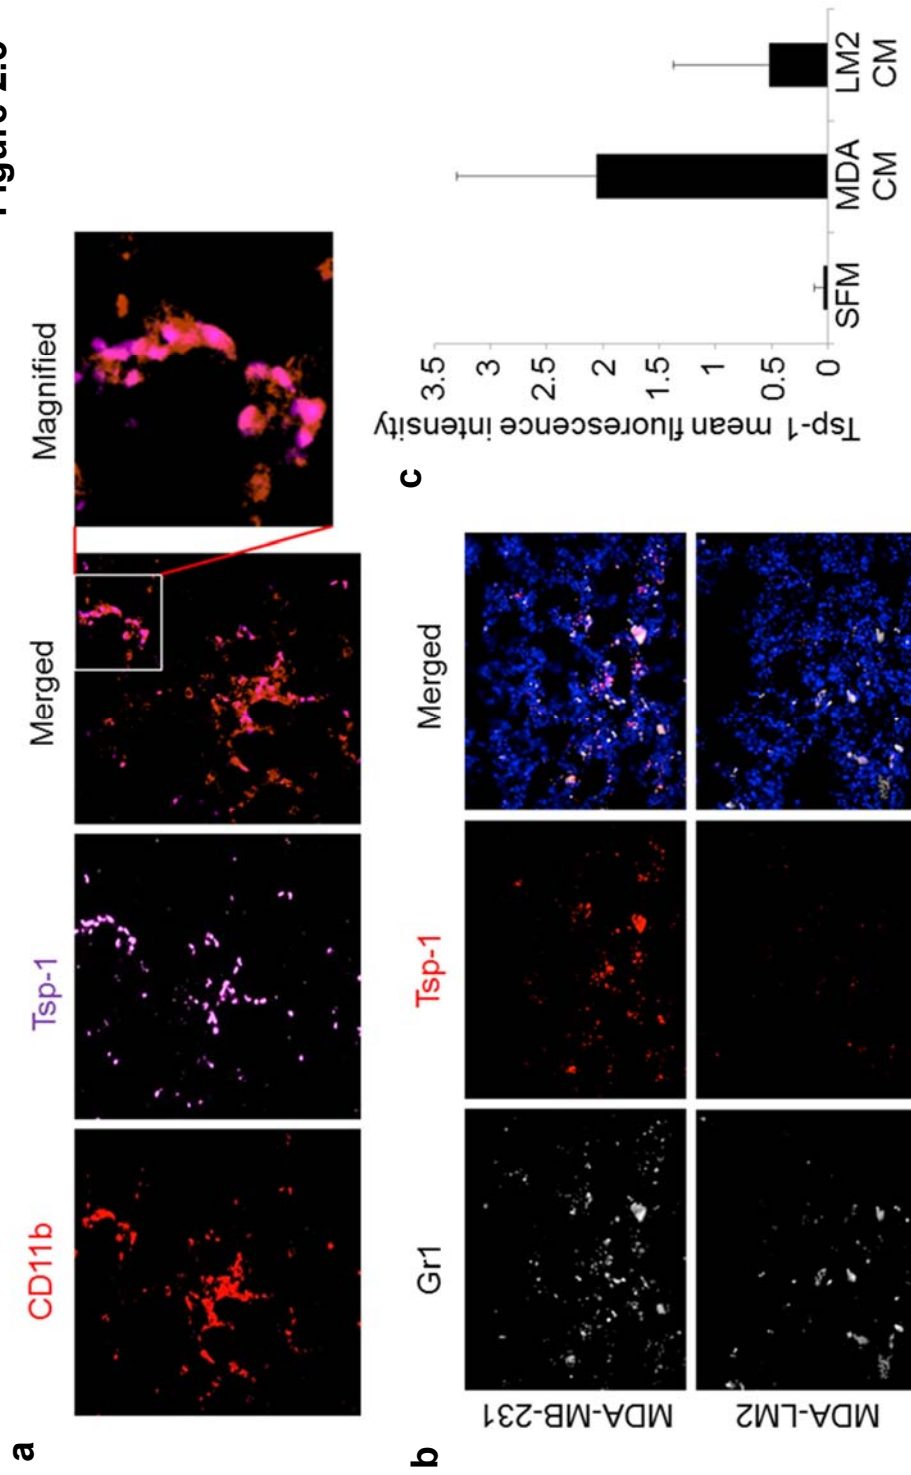 a
CD11b
Tsp-1
Merged
Magnified
b
Gr1
Tsp-1
Merged
MDA-MB-231
MDA-LM2
c
Tsp-1 mean fluorescence intensity
3.5
3
2.5
2
1.5
1
0.5
0
SFM
MDA
CM
LM2
CM